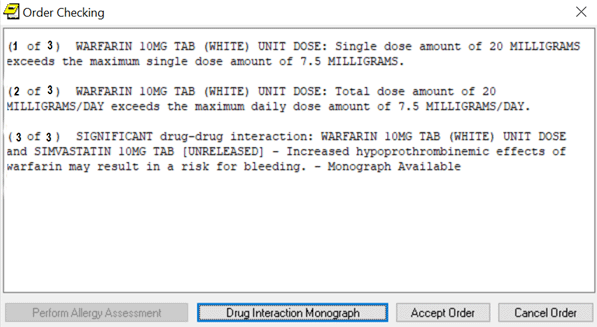 Order Checking
(1 of 3) WARFARIN 10MG TAB (WHITE) UNIT DOSE: Single dose amount of 20 MILLIGRAMS
exceeds the maximum single dose amount of 7.5 MILLIGRAMS.
(2 of 3) WARFARIN 10MG TAB (WHITE) UNIT DOSE: Total dose amount of 20
MILLIGRAMS/DAY exceeds the maximum daily dose amount of 7.5 MILLIGRAMS/DAY.
(3 of 3) SIGNIFICANT drug-drug interaction: WARFARIN 10MG TAB (WHITE) UNIT DOSE
and SIMVASTATIN 10MG TAB [UNRELEASED] - Increased hypoprothrombinemic effects of
warfarin may result in a risk for bleeding. - Monograph Available
Perform Allergy Assessment
Drug Interaction Monograph
Accept Order
Cancel Order